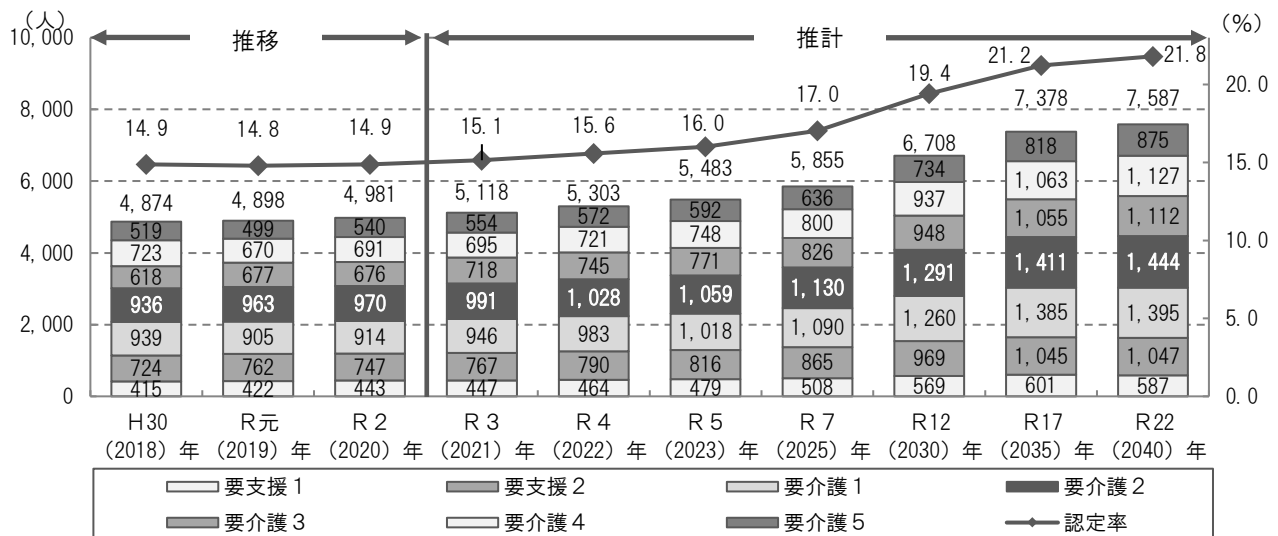 （人）
（％）
推移
推計
10,000
8,000
6,000
4,000
2,000
0
20.0
15.0
10.0
5.0
0.0
14.9 14.8 14.9 15.1 15.6 16.0 17.0 19.4 21.2 21.8
4,874 4,898 4,981 5,118 5,303 5,483 5,855 6,708 7,378 7,587
519 499 540 554 572 592 636 734 818 875
723 670 691 695 721 748 800 937 1,063 1,127
618 677 676 718 745 771 826 948 1,055 1,112
936 963 970 991 1,028 1,059 1,130 1,291 1,411 1,444
939 905 914 946 983 1,018 1,090 1,260 1,385 1,395
724 762 747 767 790 816 865 969 1,045 1,047
415 422 443 447 464 479 508 569 601 587
H30 R元 R2 R3 R4 R5 R7 R12 R17 R22
（2018）年 （2019）年 （2020）年 （2021）年 （2022）年 （2023）年 （2025）年 （2030）年 （2035）年 （2040）年
要支援１ 要支援２ 要介護１ 要介護２
要介護３ 要介護４ 要介護５ 認定率